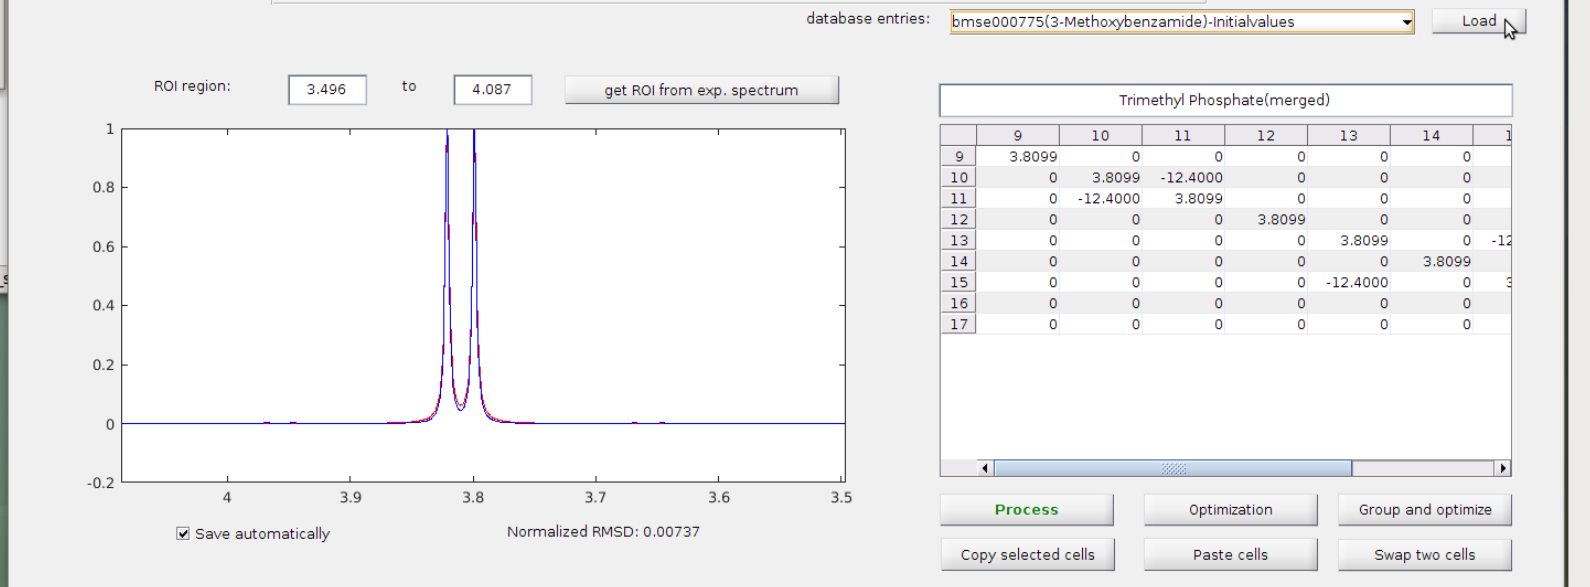 database entries: bmse000775(3-Methoxybenzamide)-Initialvalues Load
ROI region: 3.496 to 4.087 get ROI from exp. spectrum
Trimethyl Phosphate(merged)
1
0.8
0.6
0.4
0.2
0
-0.2
4 3.9 3.8 3.7 3.6 3.5
Save automatically Normalized RMSD: 0.00737
9 10 11 12 13 14 1
9 3.8099 0 0 0 0 0
10 0 3.8099 -12.4000 0 0 0
11 0 -12.4000 3.8099 0 0 0
12 0 0 0 3.8099 0 0
13 0 0 0 0 3.8099 0 -12
14 0 0 0 0 0 3.8099
15 0 0 0 0 -12.4000 0 3
16 0 0 0 0 0 0
17 0 0 0 0 0 0
Process Optimization Group and optimize
Copy selected cells Paste cells Swap two cells